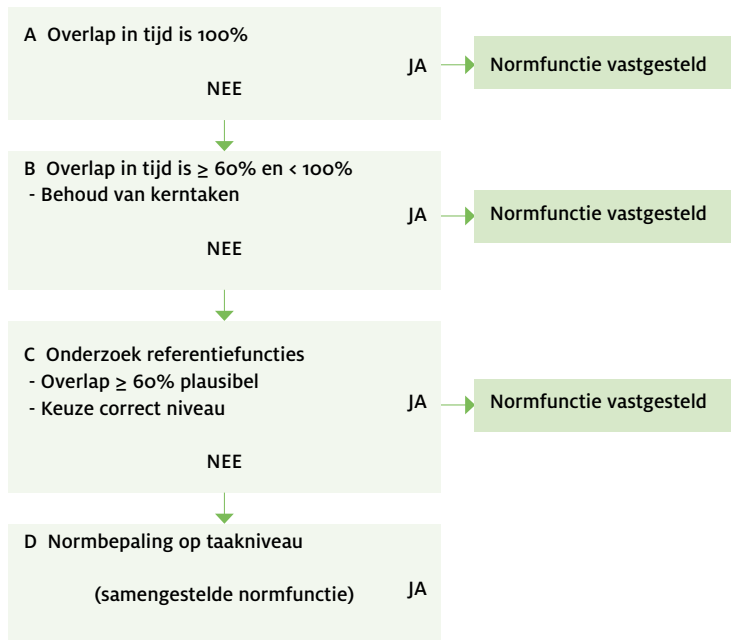 A Overlap in tijd is 100%
JA
Normfunctie vastgesteld
NEE
B Overlap in tijd is ≥ 60% en < 100%
- Behoud van kerntaken
JA
Normfunctie vastgesteld
NEE
C Onderzoek referentiefuncties
- Overlap ≥ 60% plausibel
- Keuze correct niveau
JA
Normfunctie vastgesteld
NEE
D Normbepaling op taakniveau
(samengestelde normfunctie)
JA